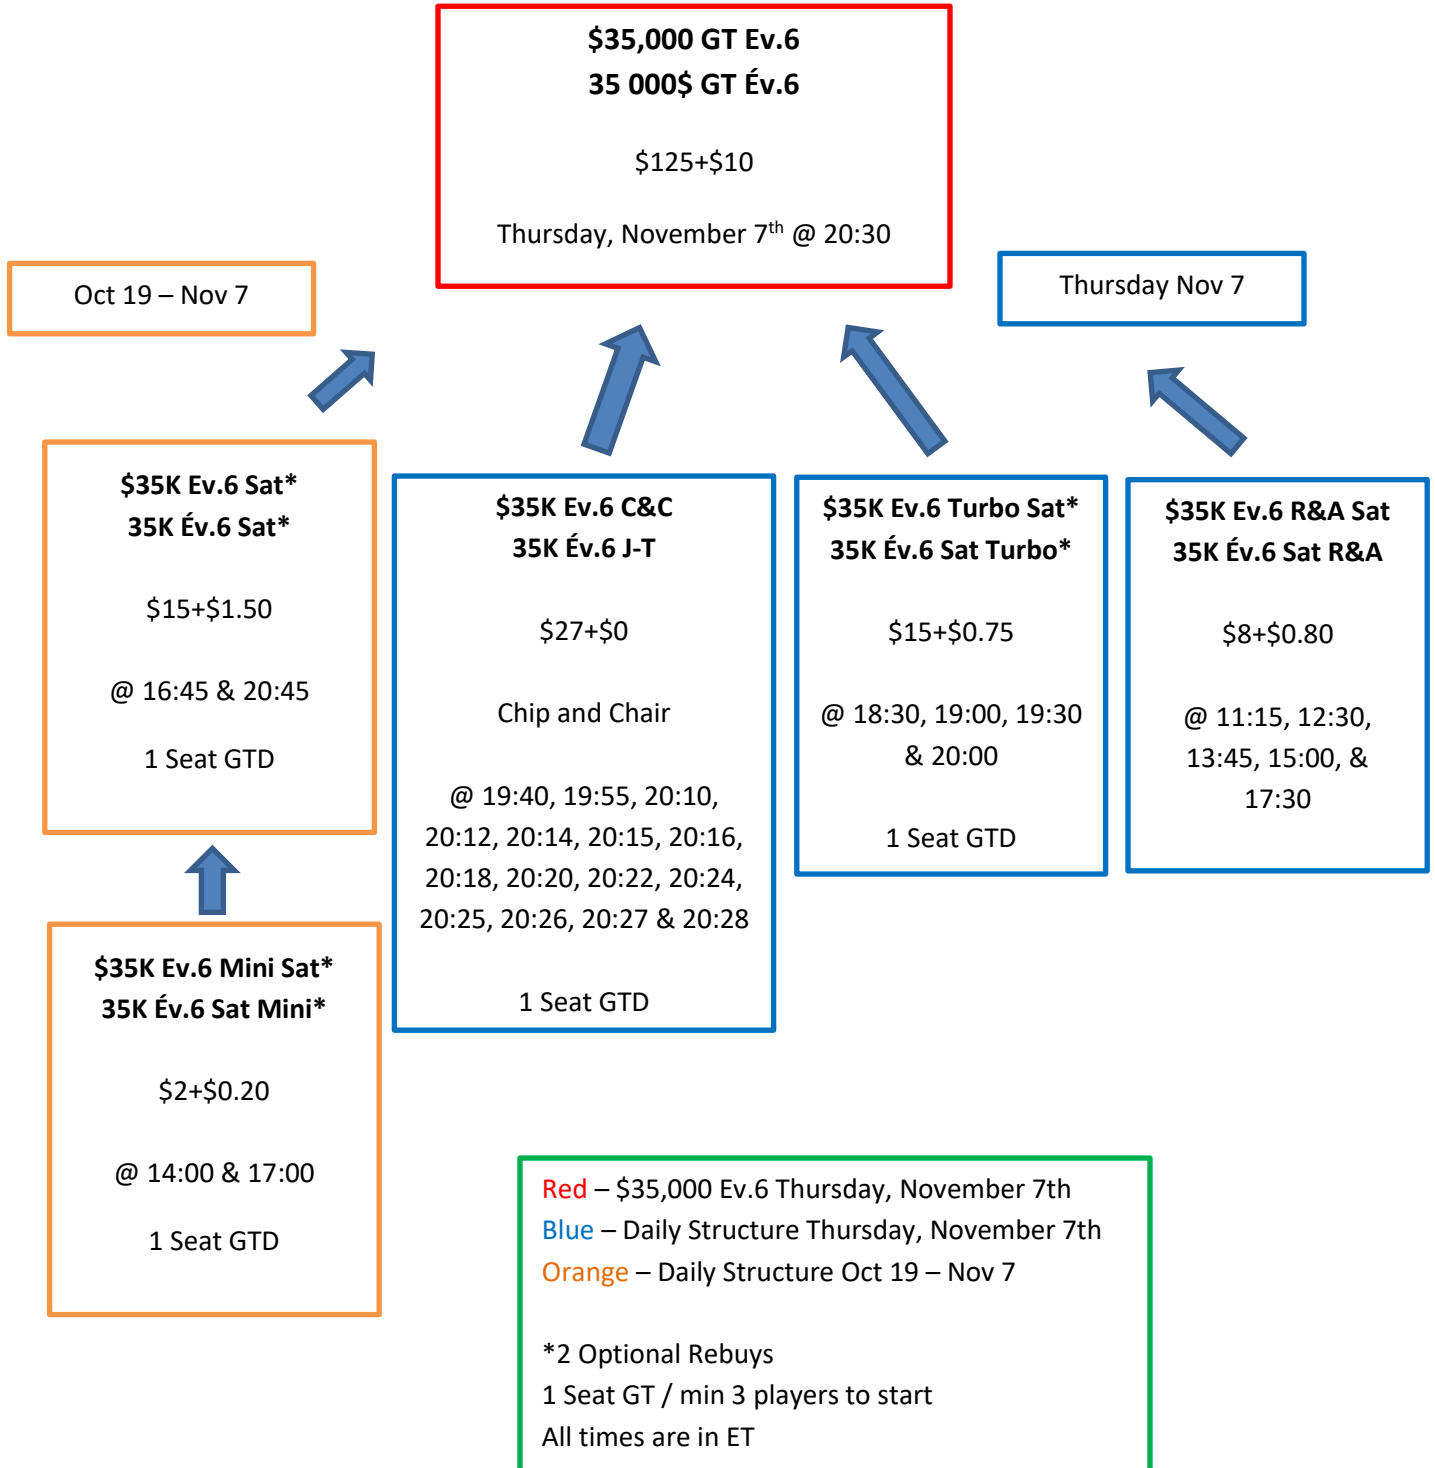 $35,000 GT Ev.6
35 000$ GT Év.6
$125+$10
Thursday, November 7th @ 20:30
Oct 19 – Nov 7
Thursday Nov 7
$35K Ev.6 Sat*
35K Év.6 Sat*
$15+$1.50
@ 16:45 & 20:45
1 Seat GTD
$35K Ev.6 C&C
35K Év.6 J-T
$27+$0
Chip and Chair
@ 19:40, 19:55, 20:10,
20:12, 20:14, 20:15, 20:16,
20:18, 20:20, 20:22, 20:24,
20:25, 20:26, 20:27 & 20:28
1 Seat GTD
$35K Ev.6 Turbo Sat*
35K Év.6 Sat Turbo*
$15+$0.75
@ 18:30, 19:00, 19:30
& 20:00
1 Seat GTD
$35K Ev.6 R&A Sat
35K Év.6 Sat R&A
$8+$0.80
@ 11:15, 12:30,
13:45, 15:00, &
17:30
$35K Ev.6 Mini Sat*
35K Év.6 Sat Mini*
$2+$0.20
@ 14:00 & 17:00
1 Seat GTD
Red – $35,000 Ev.6 Thursday, November 7th
Blue – Daily Structure Thursday, November 7th
Orange – Daily Structure Oct 19 – Nov 7
*2 Optional Rebuys
1 Seat GT / min 3 players to start
All times are in ET